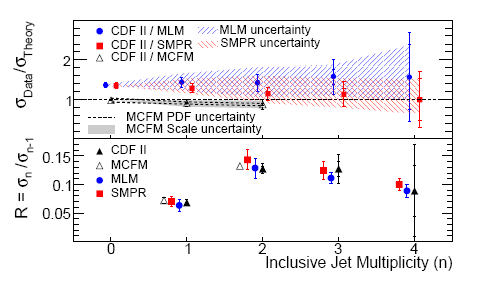 CDF II / MLM
CDF II / SMPR
CDF II / MCFM
MLM uncertainty
SMPR uncertainty
σData/σTheory
2
1
MCFM PDF uncertainty
MCFM Scale uncertainty
R = σn/σn-1
0.15
0.1
0.05
CDF II
MCFM
MLM
SMPR
0 1 2 3 4
Inclusive Jet Multiplicity (n)